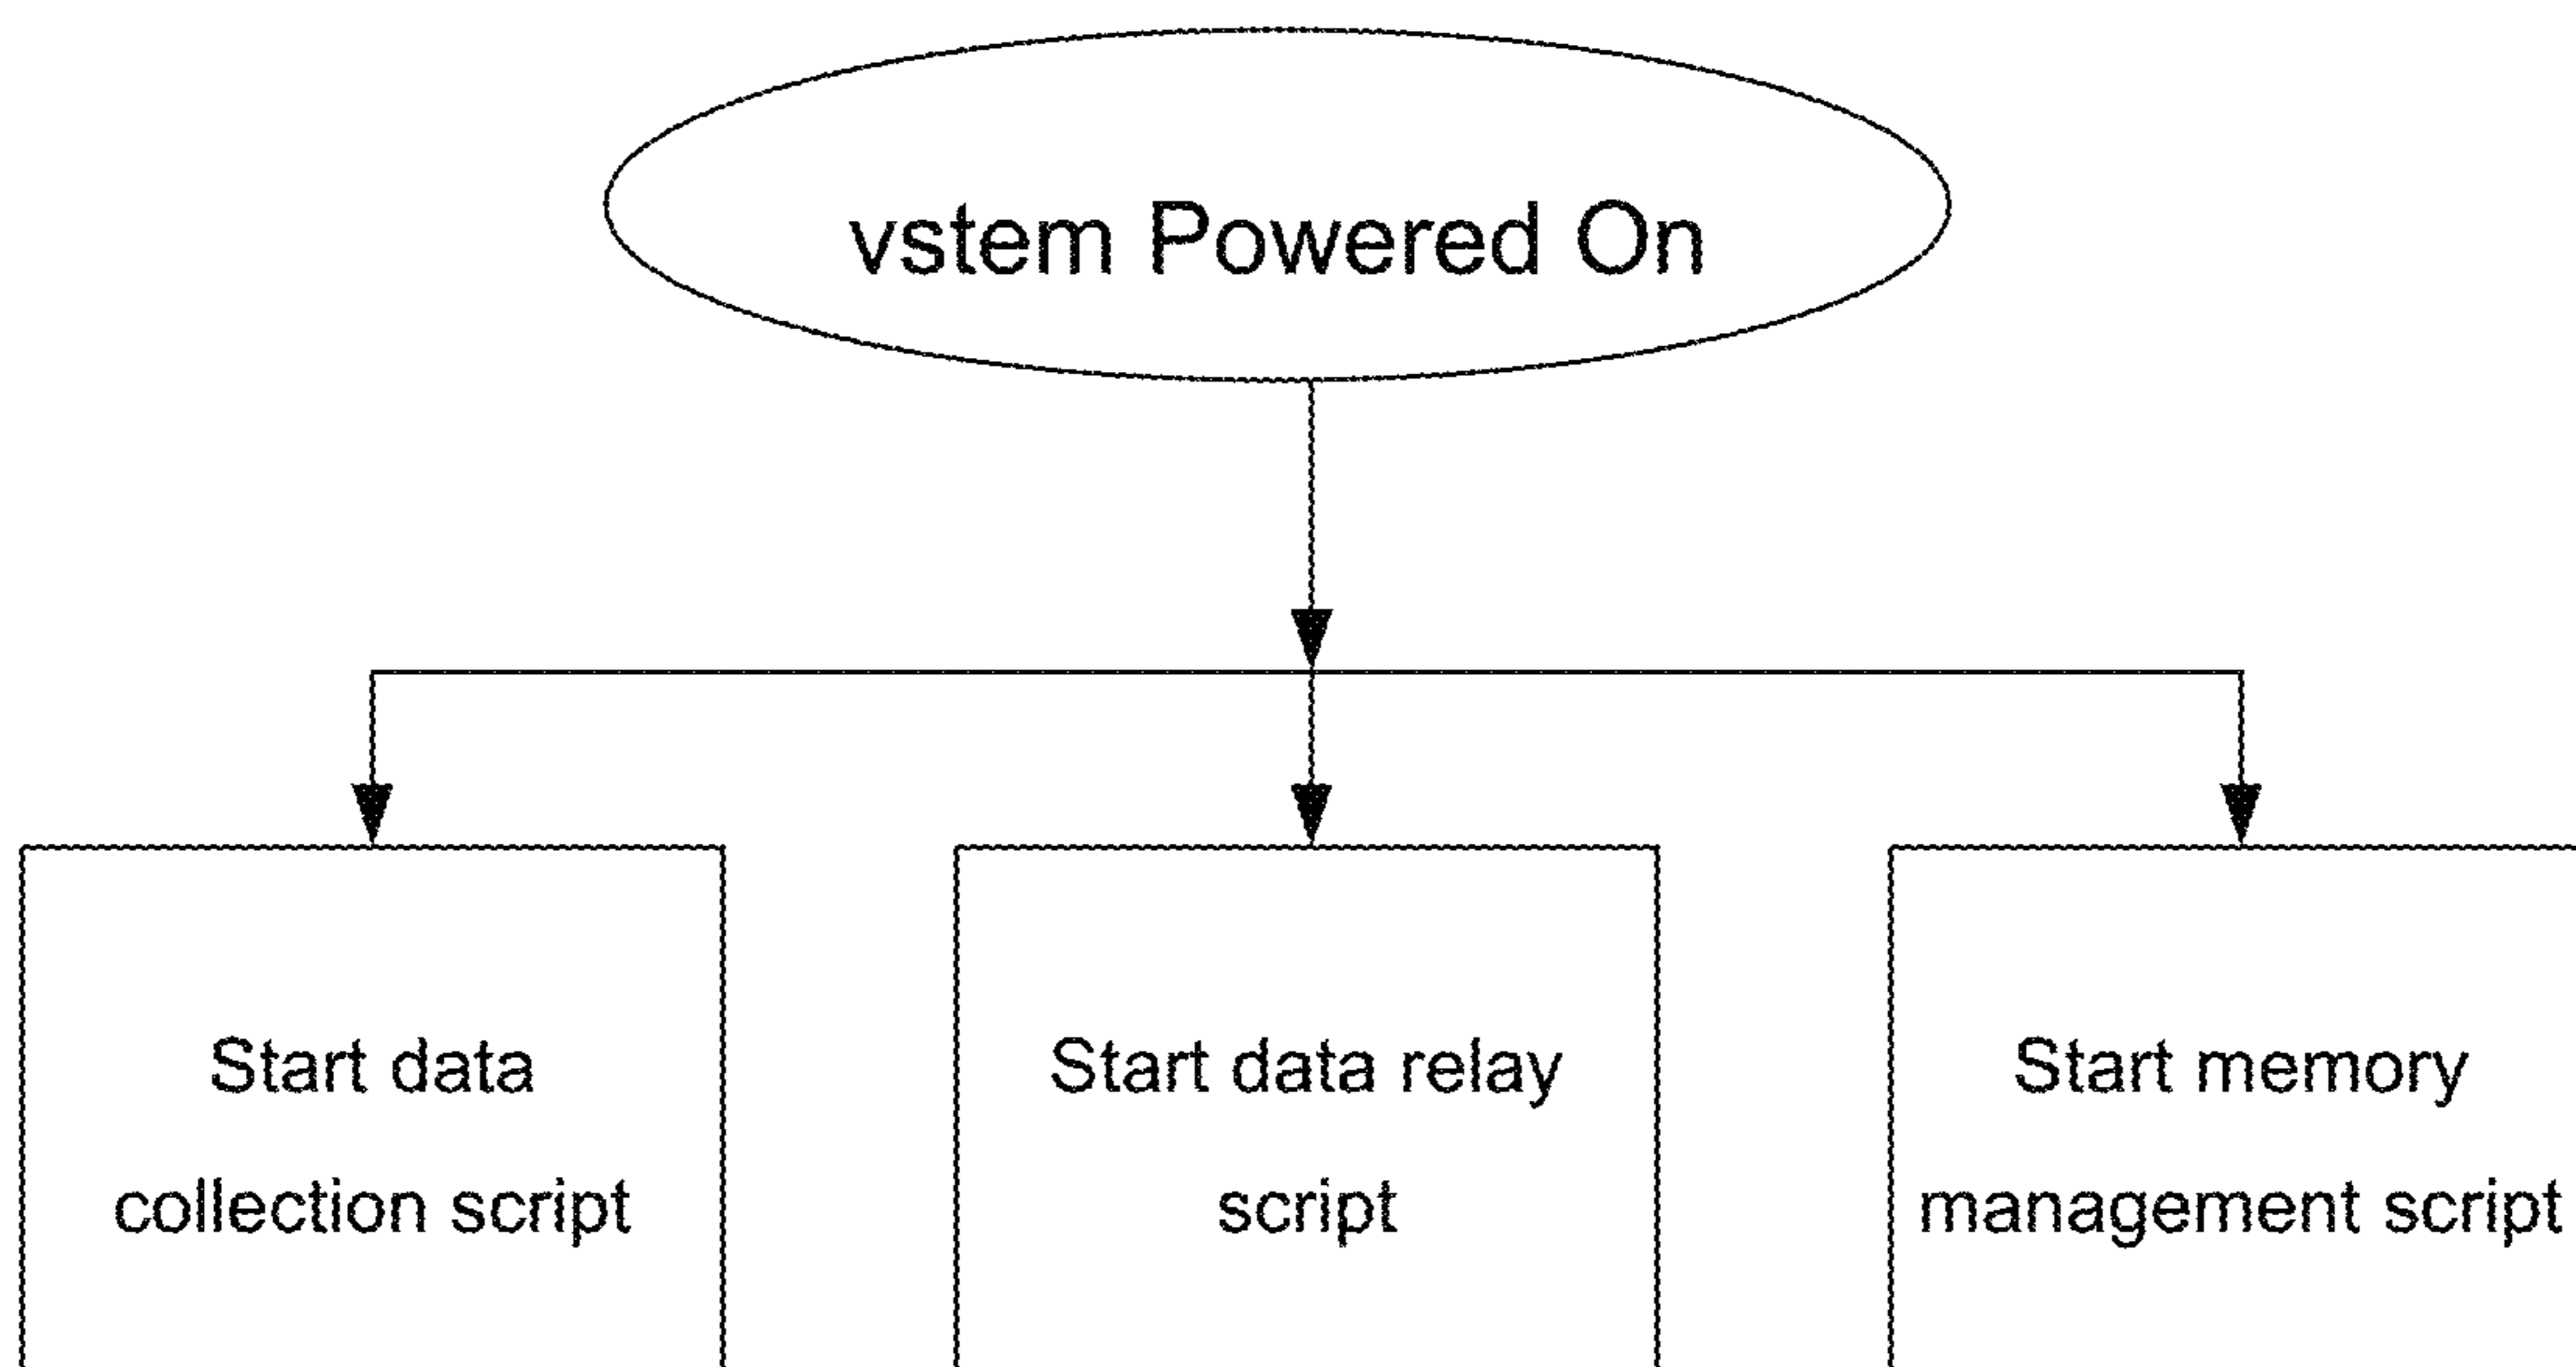 vstem Powered On
Start data
collection script
Start data relay
script
Start memory
management script